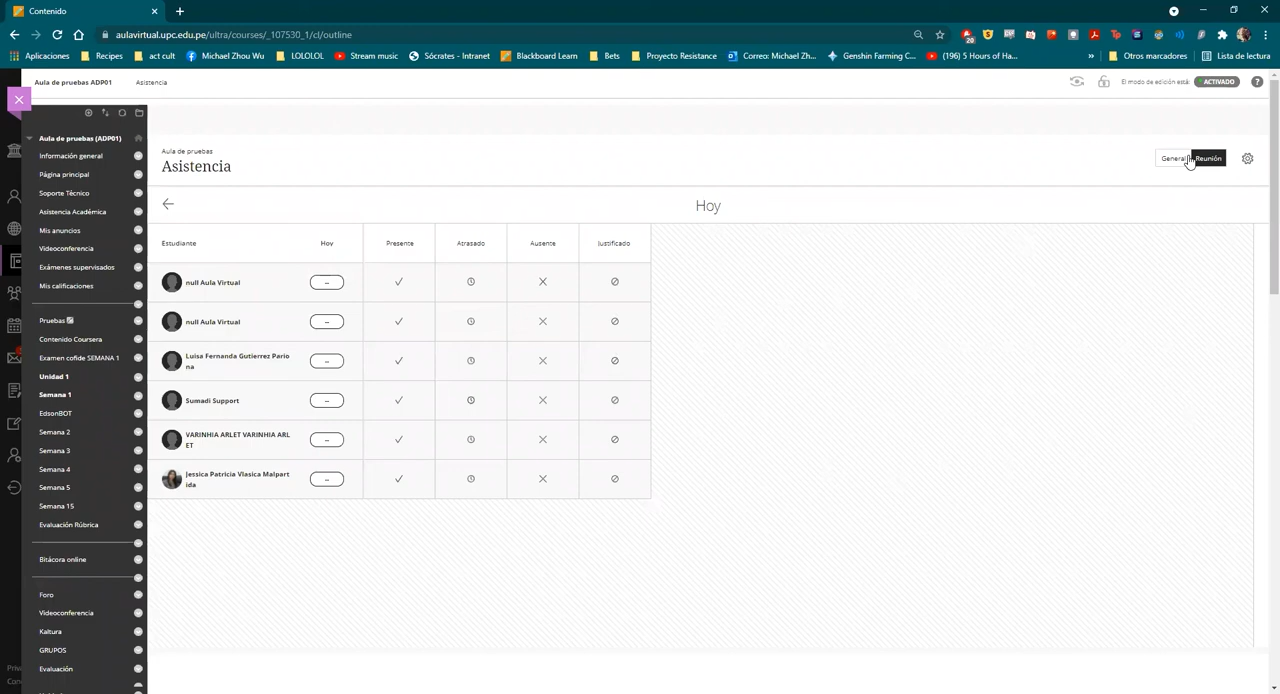 Contenido
aulavirtual.upc.edu.pe/ultra/courses/_107530_1/cl/outline
20
Aplicaciones
Recipes
act cult
Michael Zhou Wu
LOLOLOL
Stream music
Sócrates - Intranet
Blackboard Learn
Bets
Proyecto Resistance
Correo: Michael Zh...
Genshin Farming C...
(196) 5 Hours of Ha...
»
Otros marcadores
Lista de lectura
Aula de pruebas ADP01
Asistencia
El modo de edición está:
ACTIVADO
?
Aula de pruebas (ADP01)
Información general
Página principal
Soporte Técnico
Asistencia Académica
Mis anuncios
Videoconferencia
Exámenes supervisados
Mis calificaciones
Pruebas
Contenido Coursera
Examen cofide SEMANA 1
Unidad 1
Semana 1
EdsonBOT
Semana 2
Semana 3
Semana 4
Semana 5
Semana 15
Evaluación Rúbrica
Bitácora online
Foro
Videoconferencia
Kaltura
GRUPOS
Evaluación
Priv
Con
Aula de pruebas
Asistencia
General
Reunión
Hoy
Estudiante
Hoy
Presente
Atrasado
Ausente
Justificado
null Aula Virtual
--
null Aula Virtual
--
Luisa Fernanda Gutierrez Pario
na
--
Sumadi Support
--
VARINHIA ARLET VARINHIA ARL
ET
--
Jessica Patricia Vlasica Malpart
ida
--